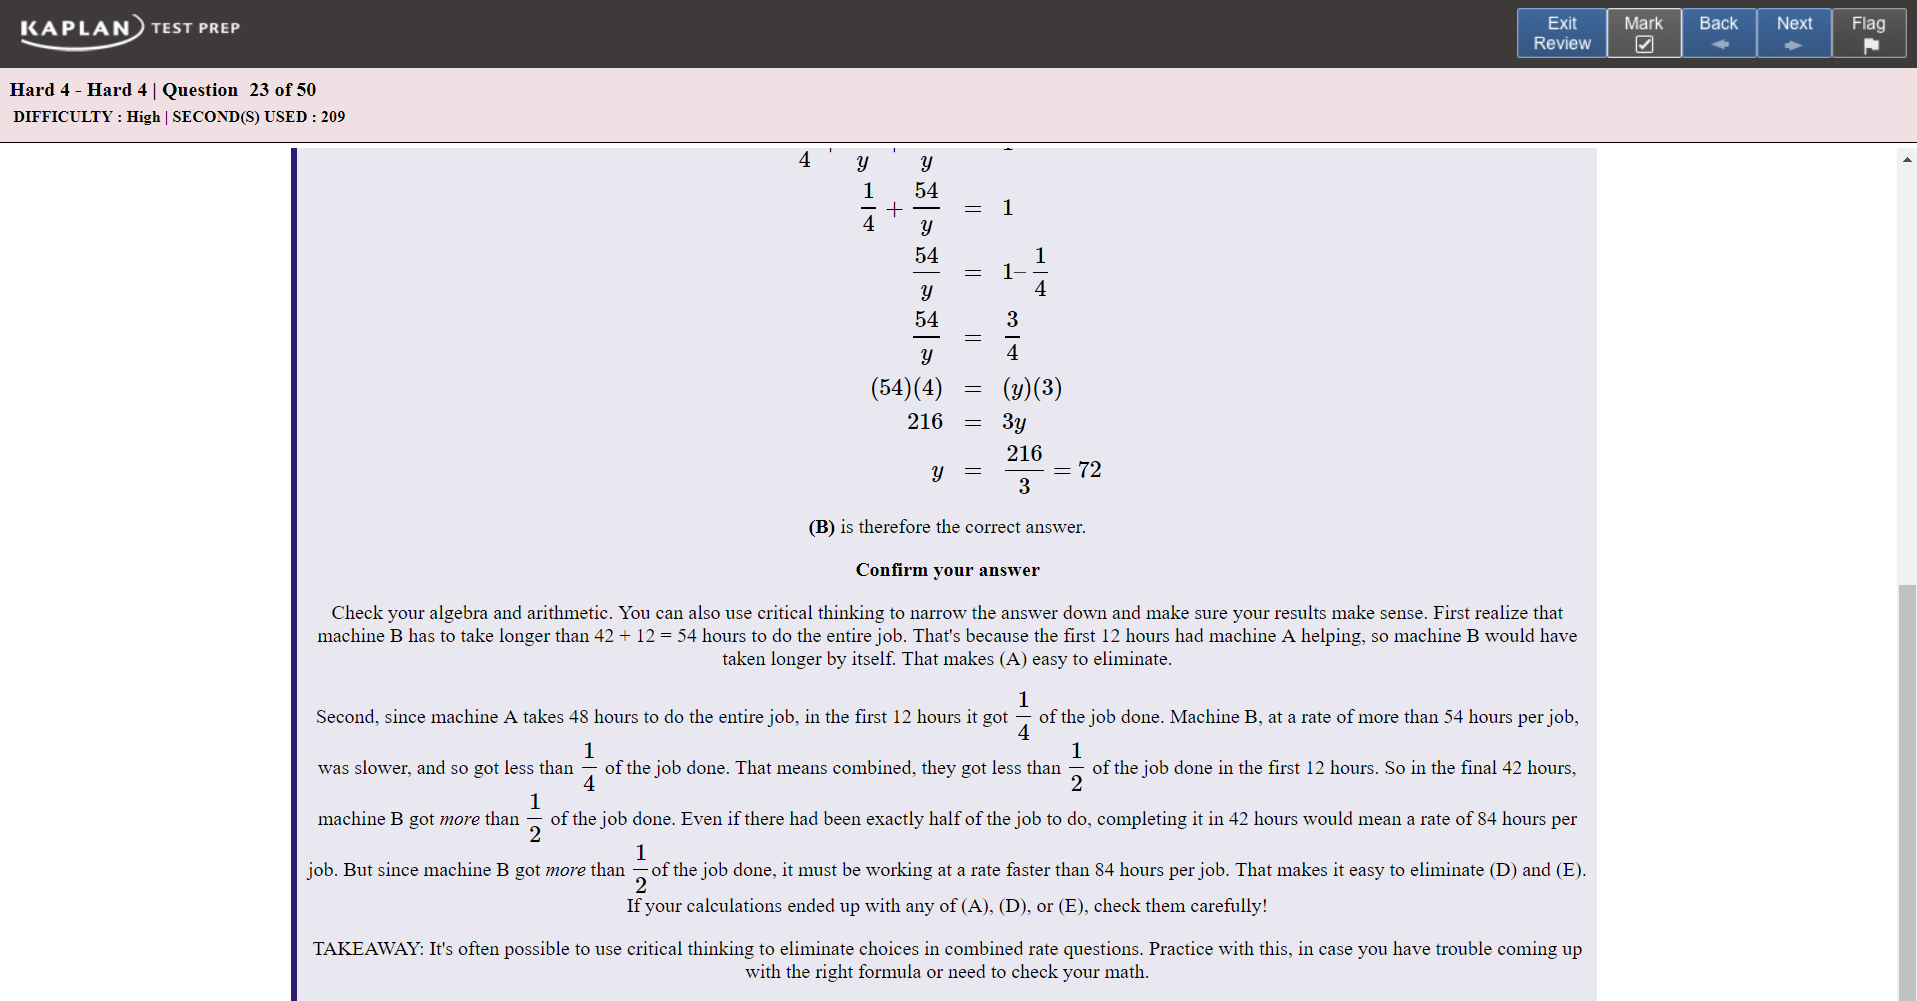 KAPLAN TEST PREP
Exit Review
Mark
Back
Next
Flag
Hard 4 - Hard 4 | Question 23 of 50
DIFFICULTY : High | SECOND(S) USED : 209
4 y y
1/4 + 54/y = 1
54/y = 1– 1/4
54/y = 3/4
(54)(4) = (y)(3)
216 = 3y
y = 216/3 = 72
(B) is therefore the correct answer.
Confirm your answer
Check your algebra and arithmetic. You can also use critical thinking to narrow the answer down and make sure your results make sense. First realize that
machine B has to take longer than 42 + 12 = 54 hours to do the entire job. That's because the first 12 hours had machine A helping, so machine B would have
taken longer by itself. That makes (A) easy to eliminate.
Second, since machine A takes 48 hours to do the entire job, in the first 12 hours it got 1/4 of the job done. Machine B, at a rate of more than 54 hours per job,
was slower, and so got less than 1/4 of the job done. That means combined, they got less than 1/2 of the job done in the first 12 hours. So in the final 42 hours,
machine B got more than 1/2 of the job done. Even if there had been exactly half of the job to do, completing it in 42 hours would mean a rate of 84 hours per
job. But since machine B got more than 1/2 of the job done, it must be working at a rate faster than 84 hours per job. That makes it easy to eliminate (D) and (E).
If your calculations ended up with any of (A), (D), or (E), check them carefully!
TAKEAWAY: It's often possible to use critical thinking to eliminate choices in combined rate questions. Practice with this, in case you have trouble coming up
with the right formula or need to check your math.